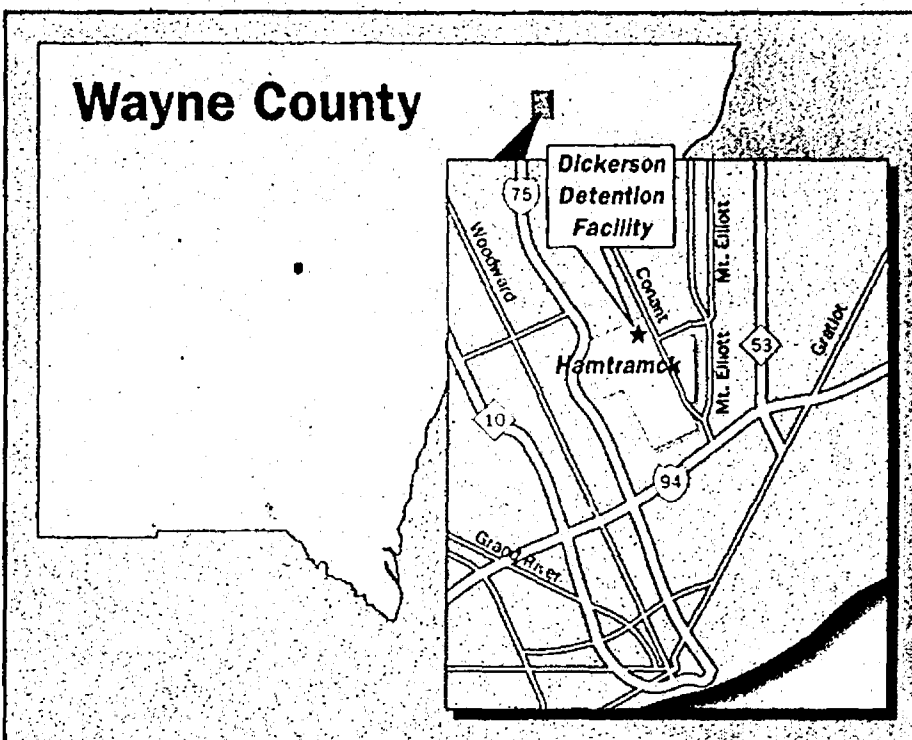 Wayne County
Dickerson
Detention
Facility
75
Woodward
Conant
Mt. Elliott
Mt. Elliott
53
Gratiot
Hamtramck
10
94
Grand River